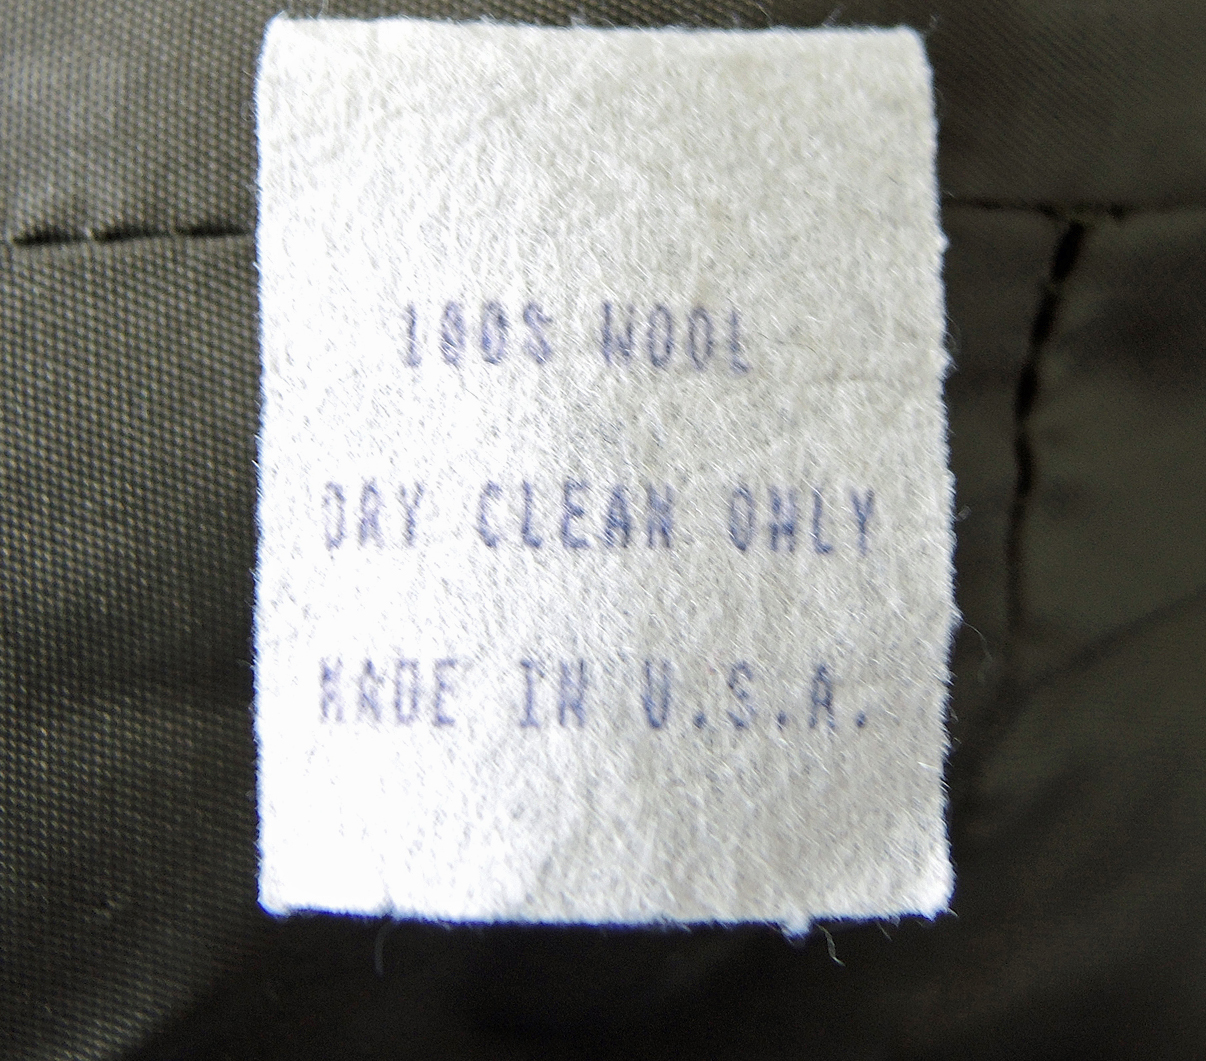 100% WOOL
DRY CLEAN ONLY
MADE IN U.S.A.